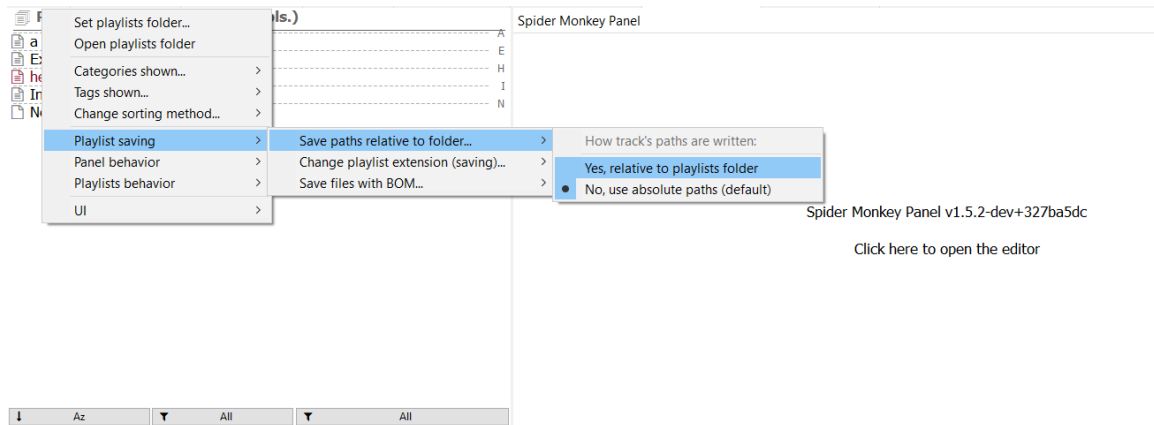 ls.)
Set playlists folder...
Open playlists folder
Categories shown...
Tags shown...
Change sorting method...
Playlist saving
Panel behavior
Playlists behavior
UI
Save paths relative to folder...
Change playlist extension (saving)...
Save files with BOM...
How track's paths are written:
Yes, relative to playlists folder
No, use absolute paths (default)
a
A
E
H
I
N
Az
All
All
Spider Monkey Panel
Spider Monkey Panel v1.5.2-dev+327ba5dc
Click here to open the editor